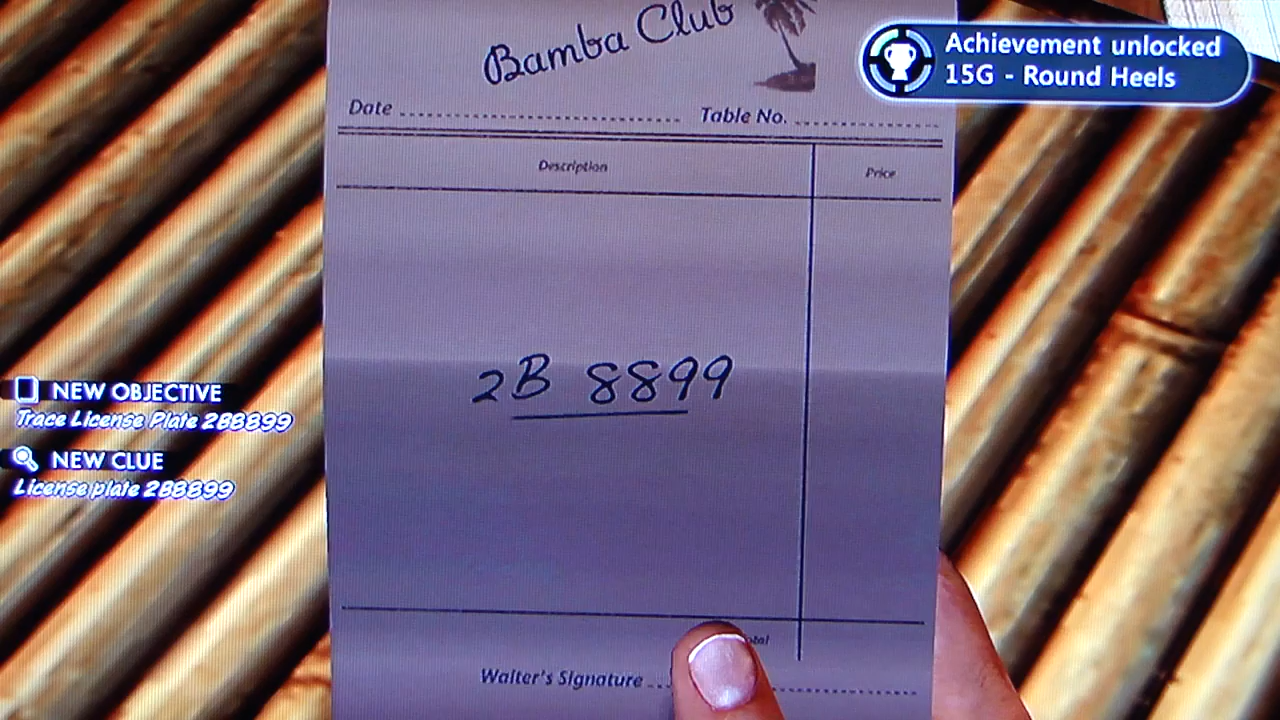 Bamba Club
Achievement unlocked
15G - Round Heels
Date
Table No.
Description
Price
2B 8899
NEW OBJECTIVE
Trace License Plate 2B8899
NEW CLUE
License plate 2B8899
Waiter's Signature